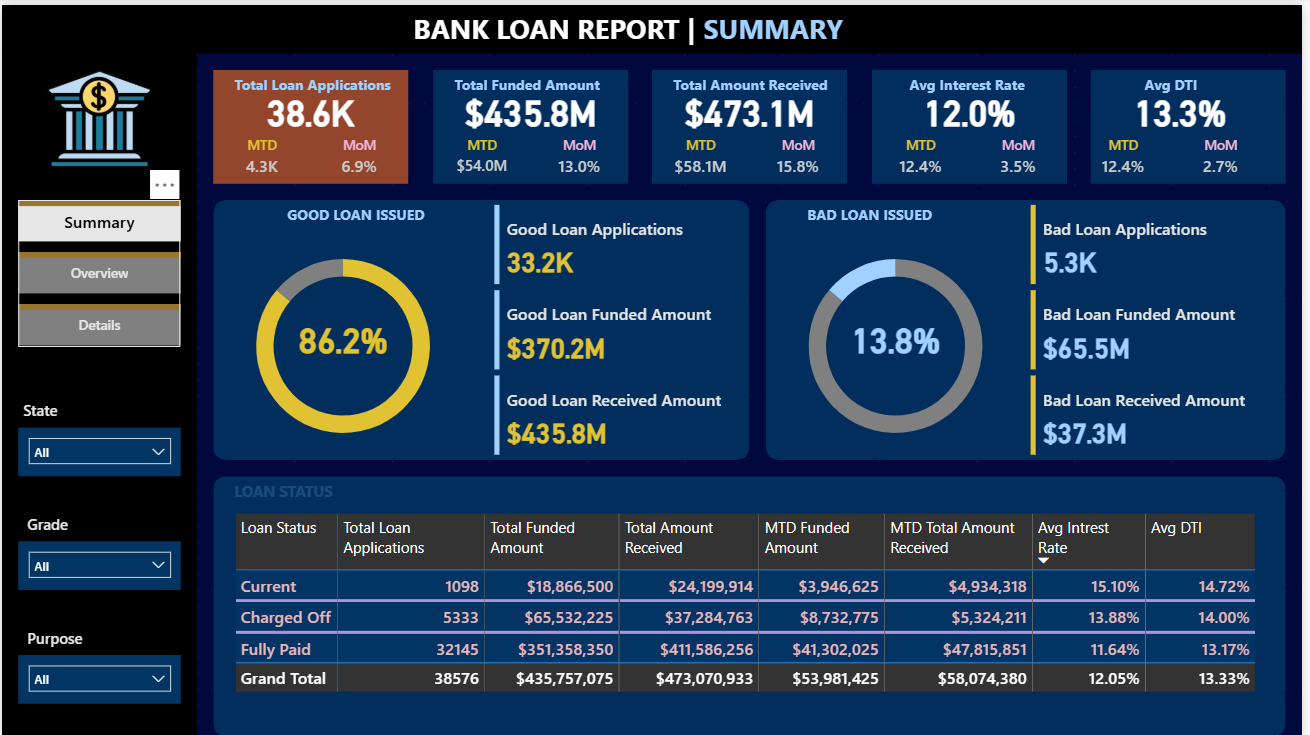 BANK LOAN REPORT | SUMMARY
Total Loan Applications
38.6K
MTD MoM
4.3K 6.9%
Total Funded Amount
$435.8M
MTD MoM
$54.0M 13.0%
Total Amount Received
$473.1M
MTD MoM
$58.1M 15.8%
Avg Interest Rate
12.0%
MTD MoM
12.4% 3.5%
Avg DTI
13.3%
MTD MoM
12.4% 2.7%
$
Summary
Overview
Details
State
All
Grade
All
Purpose
All
GOOD LOAN ISSUED
86.2%
Good Loan Applications
33.2K
Good Loan Funded Amount
$370.2M
Good Loan Received Amount
$435.8M
BAD LOAN ISSUED
13.8%
Bad Loan Applications
5.3K
Bad Loan Funded Amount
$65.5M
Bad Loan Received Amount
$37.3M
LOAN STATUS
Loan Status Total Loan Applications Total Funded Amount Total Amount Received MTD Funded Amount MTD Total Amount Received Avg Intrest Rate Avg DTI
Current 1098 $18,866,500 $24,199,914 $3,946,625 $4,934,318 15.10% 14.72%
Charged Off 5333 $65,532,225 $37,284,763 $8,732,775 $5,324,211 13.88% 14.00%
Fully Paid 32145 $351,358,350 $411,586,256 $41,302,025 $47,815,851 11.64% 13.17%
Grand Total 38576 $435,757,075 $473,070,933 $53,981,425 $58,074,380 12.05% 13.33%